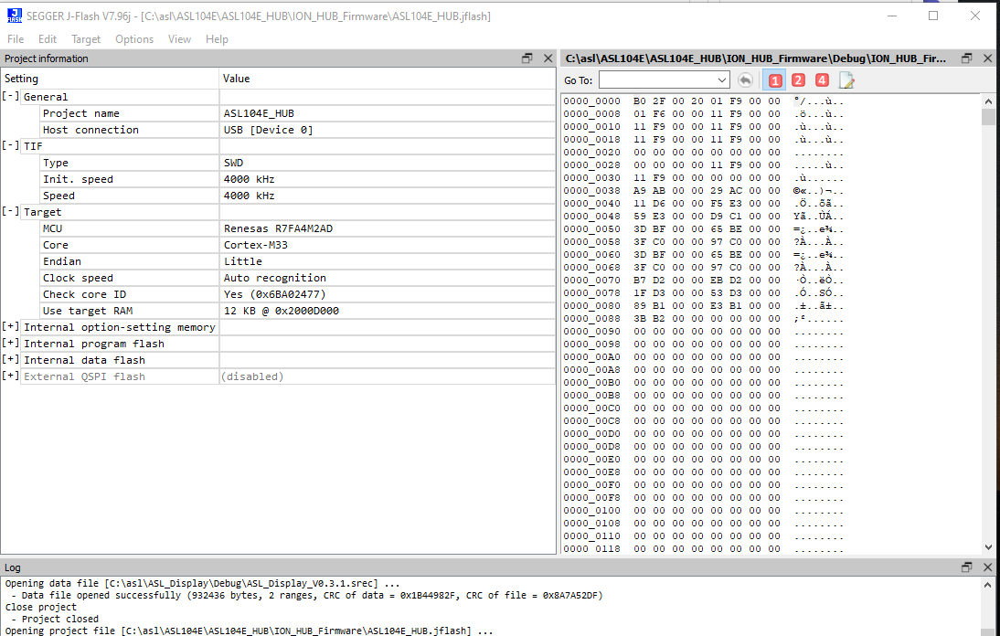 SEGGER J-Flash V7.96j - [C:\asl\ASL104E\ASL104E_HUB\ION_HUB_Firmware\ASL104E_HUB.jflash]
File Edit Target Options View Help
Project information
Setting Value
[-] General
Project name ASL104E_HUB
Host connection USB [Device 0]
[-] TIF
Type SWD
Init. speed 4000 kHz
Speed 4000 kHz
[-] Target
MCU Renesas R7FA4M2AD
Core Cortex-M33
Endian Little
Clock speed Auto recognition
Check core ID Yes (0x6BA02477)
Use target RAM 12 KB @ 0x2000D000
[+] Internal option-setting memory
[+] Internal program flash
[+] Internal data flash
[+] External QSPI flash (disabled)
C:\asl\ASL104E\ASL104E_HUB\ION_HUB_Firmware\Debug\ION_HUB_Fir...
Go To: 1 2 4
0000_0000 B0 2F 00 20 01 F9 00 00 °/...ù..
0000_0008 01 F6 00 00 11 F9 00 00 .ö...ù..
0000_0010 11 F9 00 00 11 F9 00 00 .ù...ù..
0000_0018 11 F9 00 00 11 F9 00 00 .ù...ù..
0000_0020 00 00 00 00 00 00 00 00 ........
0000_0028 00 00 00 00 11 F9 00 00 .....ù..
0000_0030 11 F9 00 00 00 00 00 00 .ù......
0000_0038 A9 AB 00 00 29 AC 00 00 ©«..)¬..
0000_0040 11 D6 00 00 F5 E3 00 00 .Ö..õã..
0000_0048 59 E3 00 00 D9 C1 00 00 Yã..ÙÁ..
0000_0050 3D BF 00 00 65 BE 00 00 =¿..e¾..
0000_0058 3F C0 00 00 97 C0 00 00 ?À...À..
0000_0060 3D BF 00 00 65 BE 00 00 =¿..e¾..
0000_0068 3F C0 00 00 97 C0 00 00 ?À...À..
0000_0070 B7 D2 00 00 EB D2 00 00 ·Ò..ëÒ..
0000_0078 1F D3 00 00 53 D3 00 00 .Ó..SÓ..
0000_0080 89 B1 00 00 E3 B1 00 00 .±..ã±..
0000_0088 3B B2 00 00 00 00 00 00 ;²......
0000_0090 00 00 00 00 00 00 00 00 ........
0000_0098 00 00 00 00 00 00 00 00 ........
0000_00A0 00 00 00 00 00 00 00 00 ........
0000_00A8 00 00 00 00 00 00 00 00 ........
0000_00B0 00 00 00 00 00 00 00 00 ........
0000_00B8 00 00 00 00 00 00 00 00 ........
0000_00C0 00 00 00 00 00 00 00 00 ........
0000_00C8 00 00 00 00 00 00 00 00 ........
0000_00D0 00 00 00 00 00 00 00 00 ........
0000_00D8 00 00 00 00 00 00 00 00 ........
0000_00E0 00 00 00 00 00 00 00 00 ........
0000_00E8 00 00 00 00 00 00 00 00 ........
0000_00F0 00 00 00 00 00 00 00 00 ........
0000_00F8 00 00 00 00 00 00 00 00 ........
0000_0100 00 00 00 00 00 00 00 00 ........
0000_0108 00 00 00 00 00 00 00 00 ........
0000_0110 00 00 00 00 00 00 00 00 ........
0000_0118 00 00 00 00 00 00 00 00 ........
Log
Opening data file [C:\asl\ASL_Display\Debug\ASL_Display_V0.3.1.srec] ...
- Data file opened successfully (932436 bytes, 2 ranges, CRC of data = 0x1B44982F, CRC of file = 0x8A7A52DF)
Close project
- Project closed
Opening project file [C:\asl\ASL104E\ASL104E_HUB\ION_HUB_Firmware\ASL104E_HUB.jflash] ...